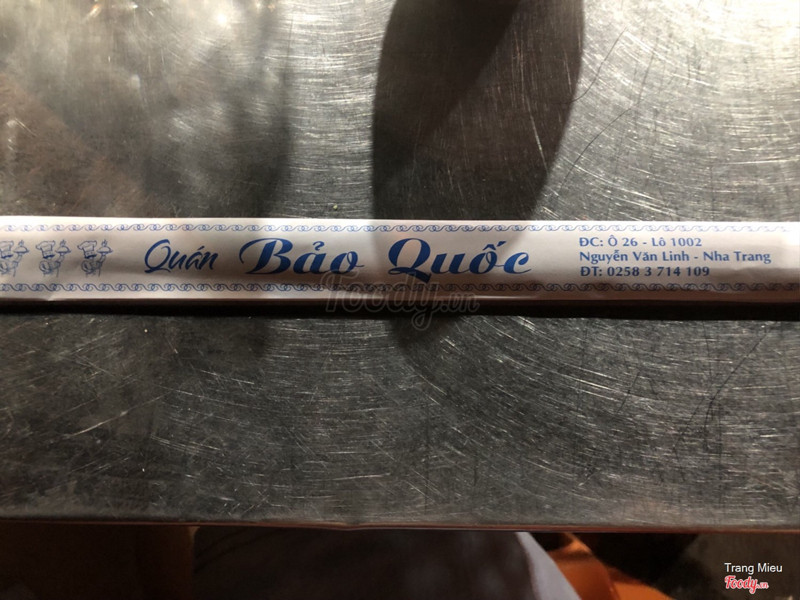 Quán Bảo Quốc
ĐC: Ô 26 - Lô 1002
Nguyễn Văn Linh - Nha Trang
ĐT: 0258 3 714 109
Foody.vn
Trang Mieu
Foody.vn